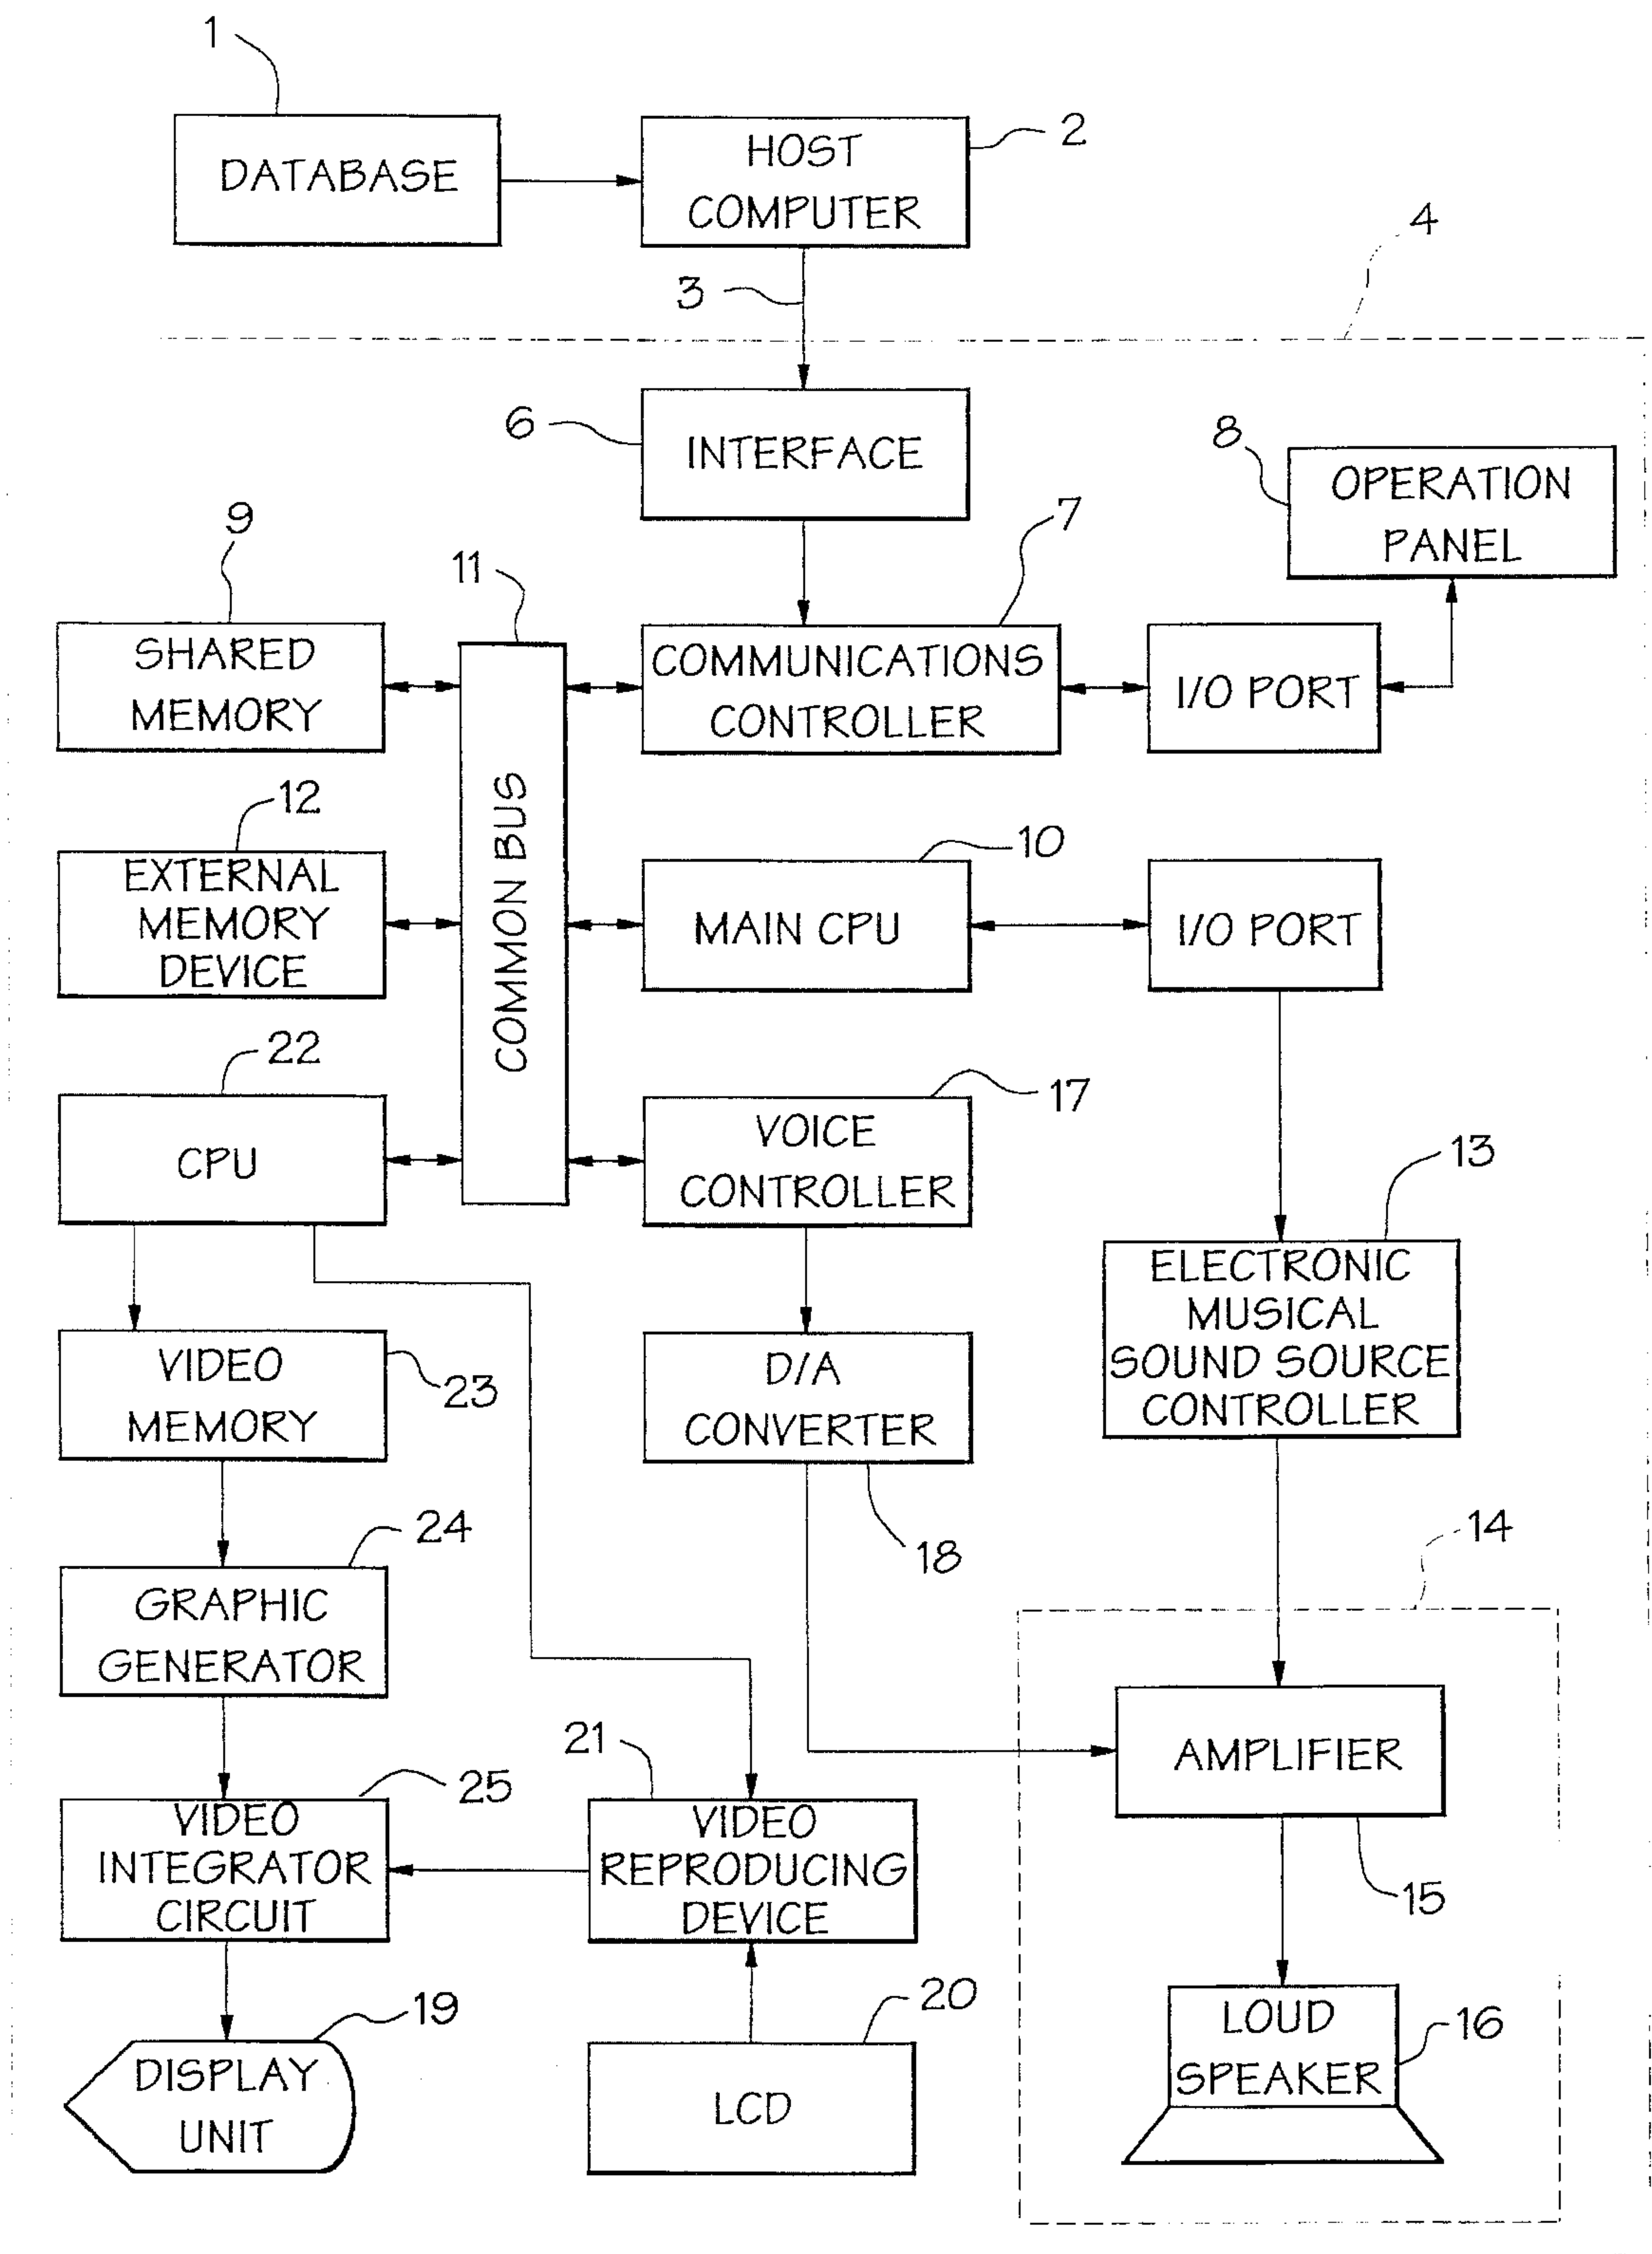 1
DATABASE
HOST
COMPUTER
2
3
4
6
INTERFACE
8
OPERATION
PANEL
9
SHARED
MEMORY
11
COMMON BUS
7
COMMUNICATIONS
CONTROLLER
I/O PORT
12
EXTERNAL
MEMORY
DEVICE
10
MAIN CPU
I/O PORT
22
CPU
17
VOICE
CONTROLLER
13
ELECTRONIC
MUSICAL
SOUND SOURCE
CONTROLLER
VIDEO
MEMORY
23
D/A
CONVERTER
18
24
GRAPHIC
GENERATOR
14
AMPLIFIER
15
25
VIDEO
INTEGRATOR
CIRCUIT
21
VIDEO
REPRODUCING
DEVICE
19
DISPLAY
UNIT
20
LCD
LOUD
SPEAKER
16